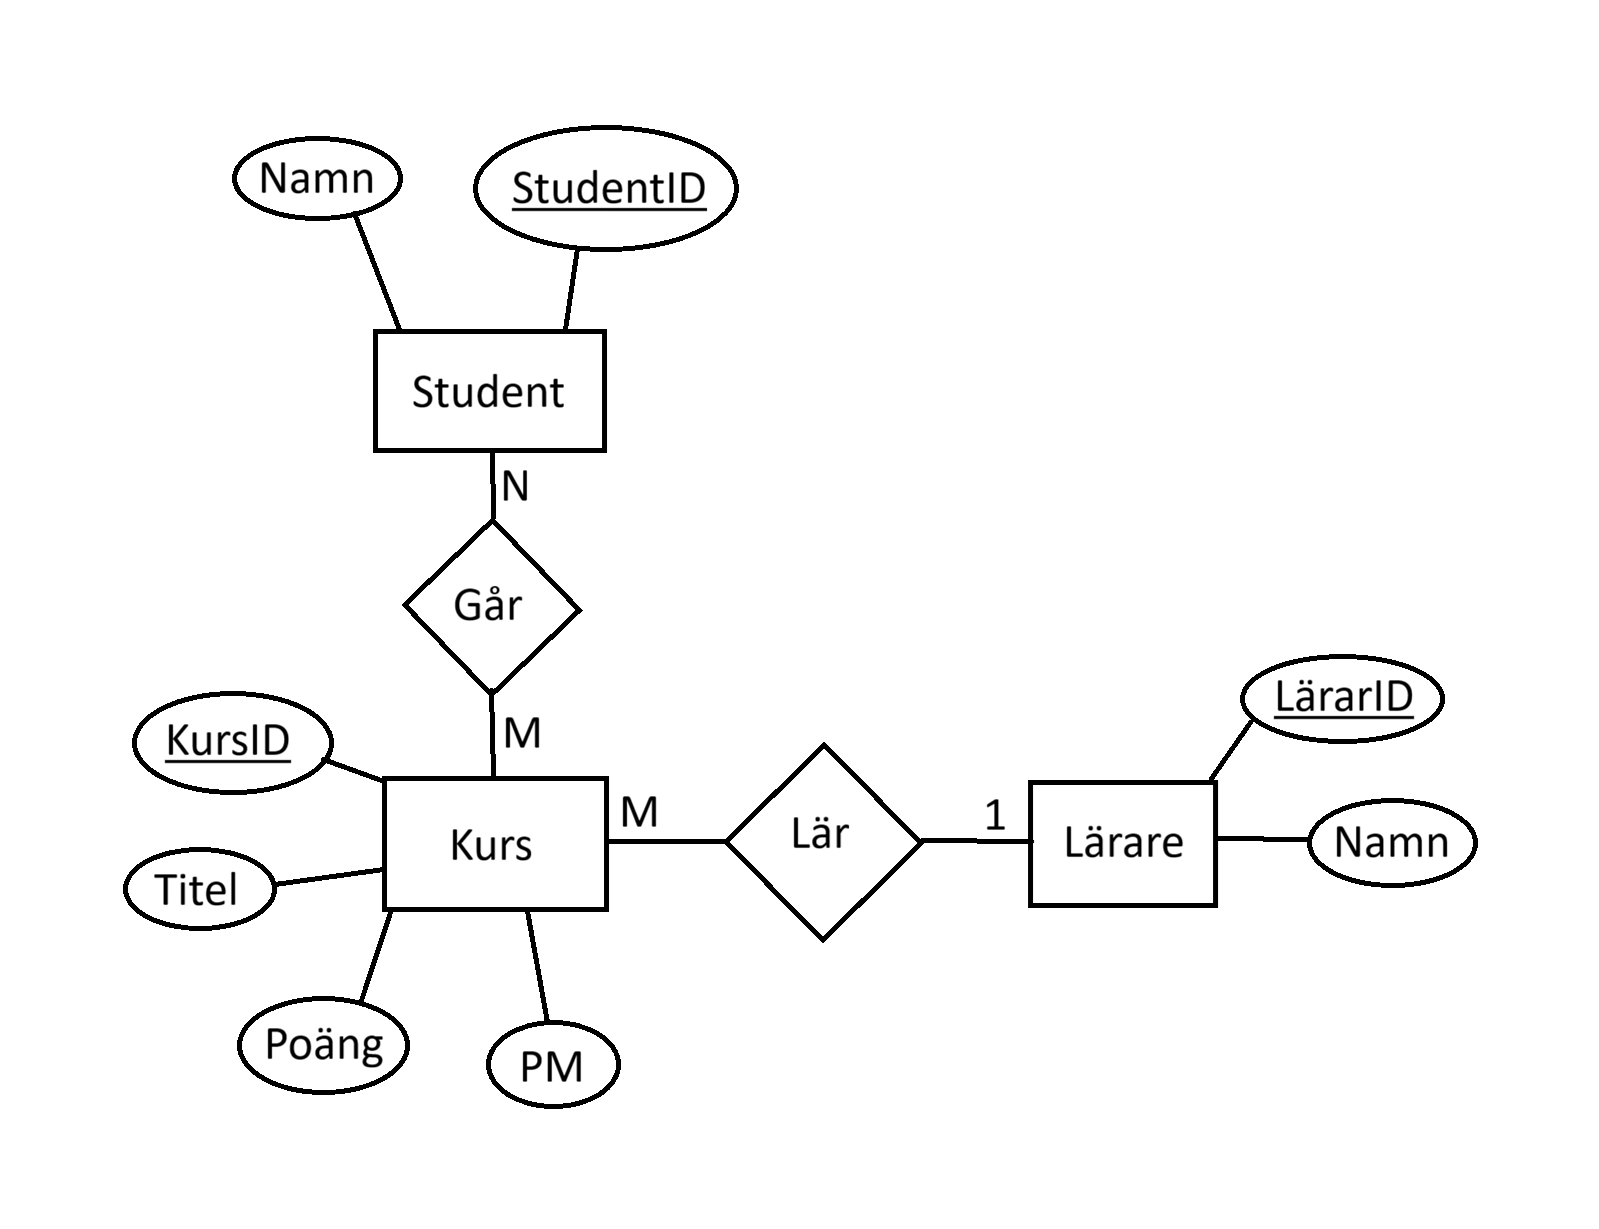 Namn
StudentID
Student
N
Går
M
KursID
Kurs
Titel
Poäng
PM
M
Lär
1
Lärare
LärarID
Namn